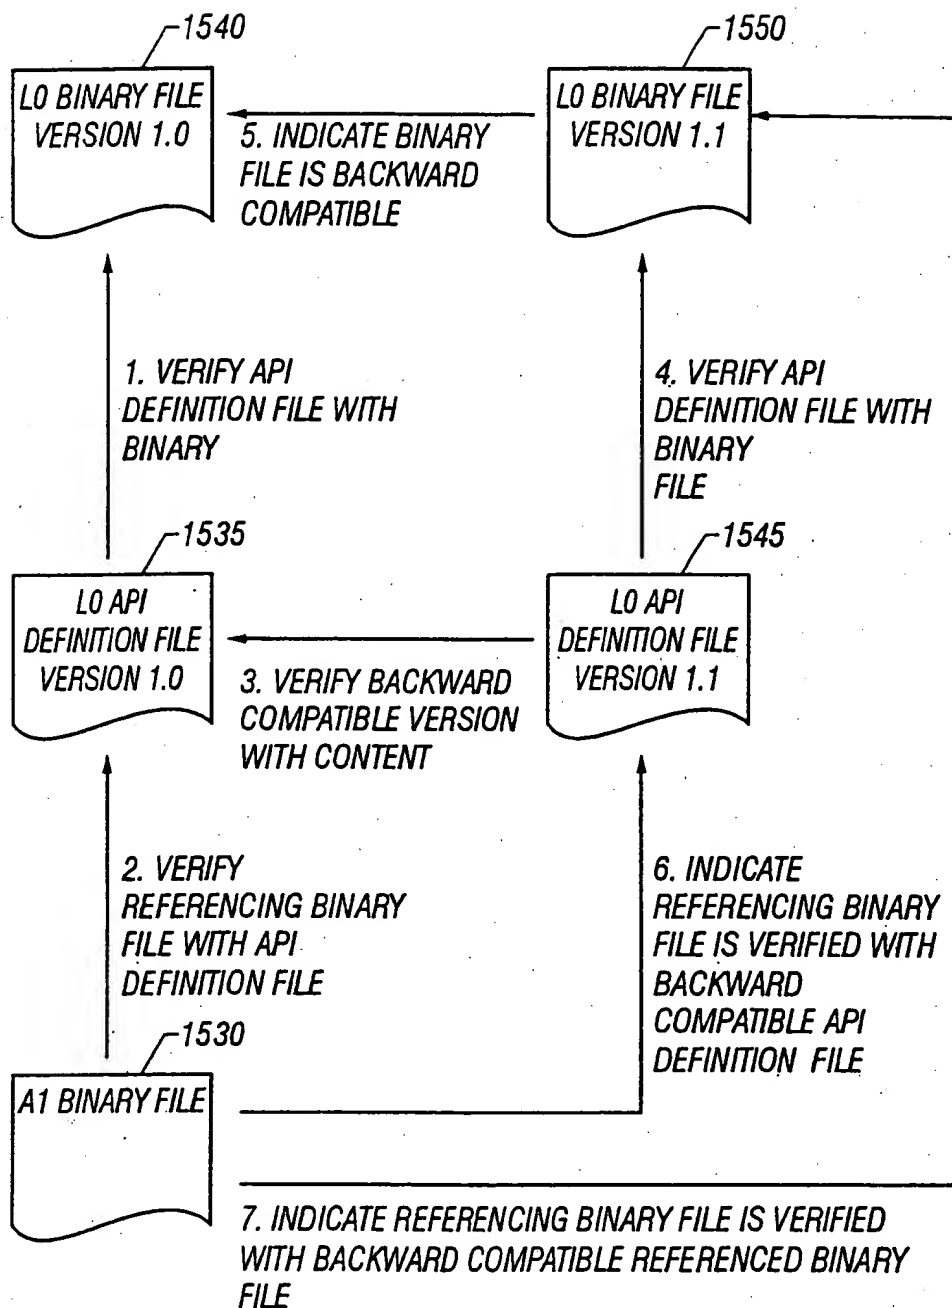 1540
1550
L0 BINARY FILE
VERSION 1.0
L0 BINARY FILE
VERSION 1.1
5. INDICATE BINARY
FILE IS BACKWARD
COMPATIBLE
1. VERIFY API
DEFINITION FILE WITH
BINARY
4. VERIFY API
DEFINITION FILE WITH
BINARY
FILE
1535
1545
L0 API
DEFINITION FILE
VERSION 1.0
L0 API
DEFINITION FILE
VERSION 1.1
3. VERIFY BACKWARD
COMPATIBLE VERSION
WITH CONTENT
2. VERIFY
REFERENCING BINARY
FILE WITH API
DEFINITION FILE
6. INDICATE
REFERENCING BINARY
FILE IS VERIFIED WITH
BACKWARD
COMPATIBLE API
DEFINITION FILE
1530
A1 BINARY FILE
7. INDICATE REFERENCING BINARY FILE IS VERIFIED
WITH BACKWARD COMPATIBLE REFERENCED BINARY
FILE